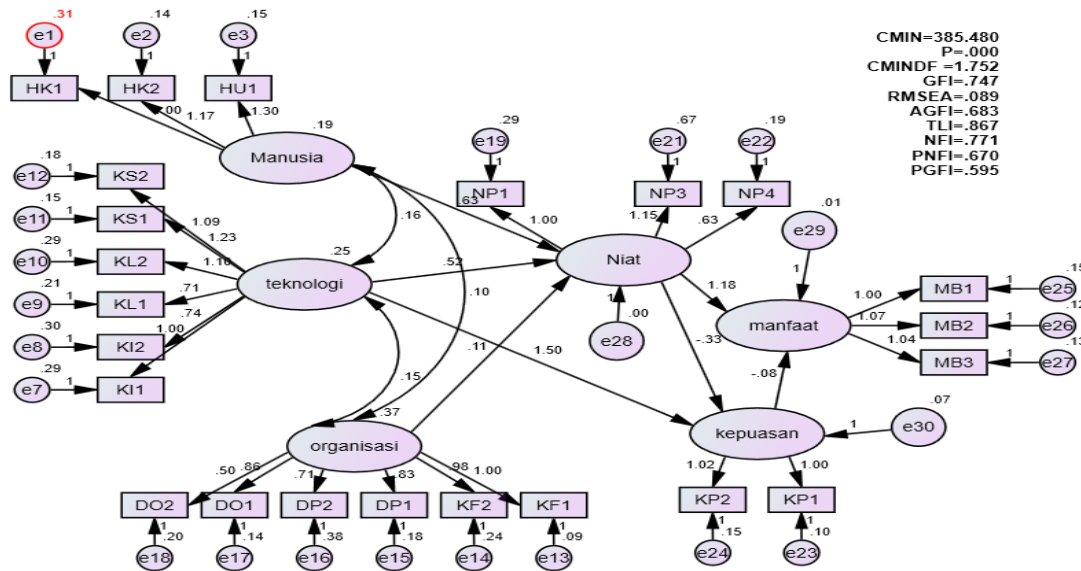 .31
.14
.15
e1
e2
e3
1
1
1
HK1
HK2
HU1
CMIN=385.480
P=.000
CMINDF =1.752
GFI=.747
RMSEA=.089
AGFI=.683
TLI=.867
NFI=.771
PNFI=.670
PGFI=.595
.00
1.17
1.30
.19
Manusia
.29
.67
.19
e19
e21
e22
1
1
1
NP1
NP3
NP4
.18
e12
1
KS2
.15
e11
1
KS1
.29
e10
1
KL2
.21
e9
1
KL1
.30
e8
1
KI2
.29
e7
1
KI1
1.09
1.23
1.10
.71
.74
1.00
.25
teknologi
.16
.63
1.00
1.15
.63
.01
e29
1
Niat
.52
.10
1
.00
e28
1.18
manfaat
1.00
1.07
1.04
MB1
1
e25
MB2
1
e26
MB3
1
e27
.11
1.50
-.33
-.08
.15
.37
organisasi
kepuasan
.07
1
e30
.50
.86
.71
.83
.98
1.00
1.02
1.00
DO2
DO1
DP2
DP1
KF2
KF1
KP2
KP1
1
1
1
1
1
1
1
1
.20
.14
.38
.18
.24
.09
.15
.10
e18
e17
e16
e15
e14
e13
e24
e23